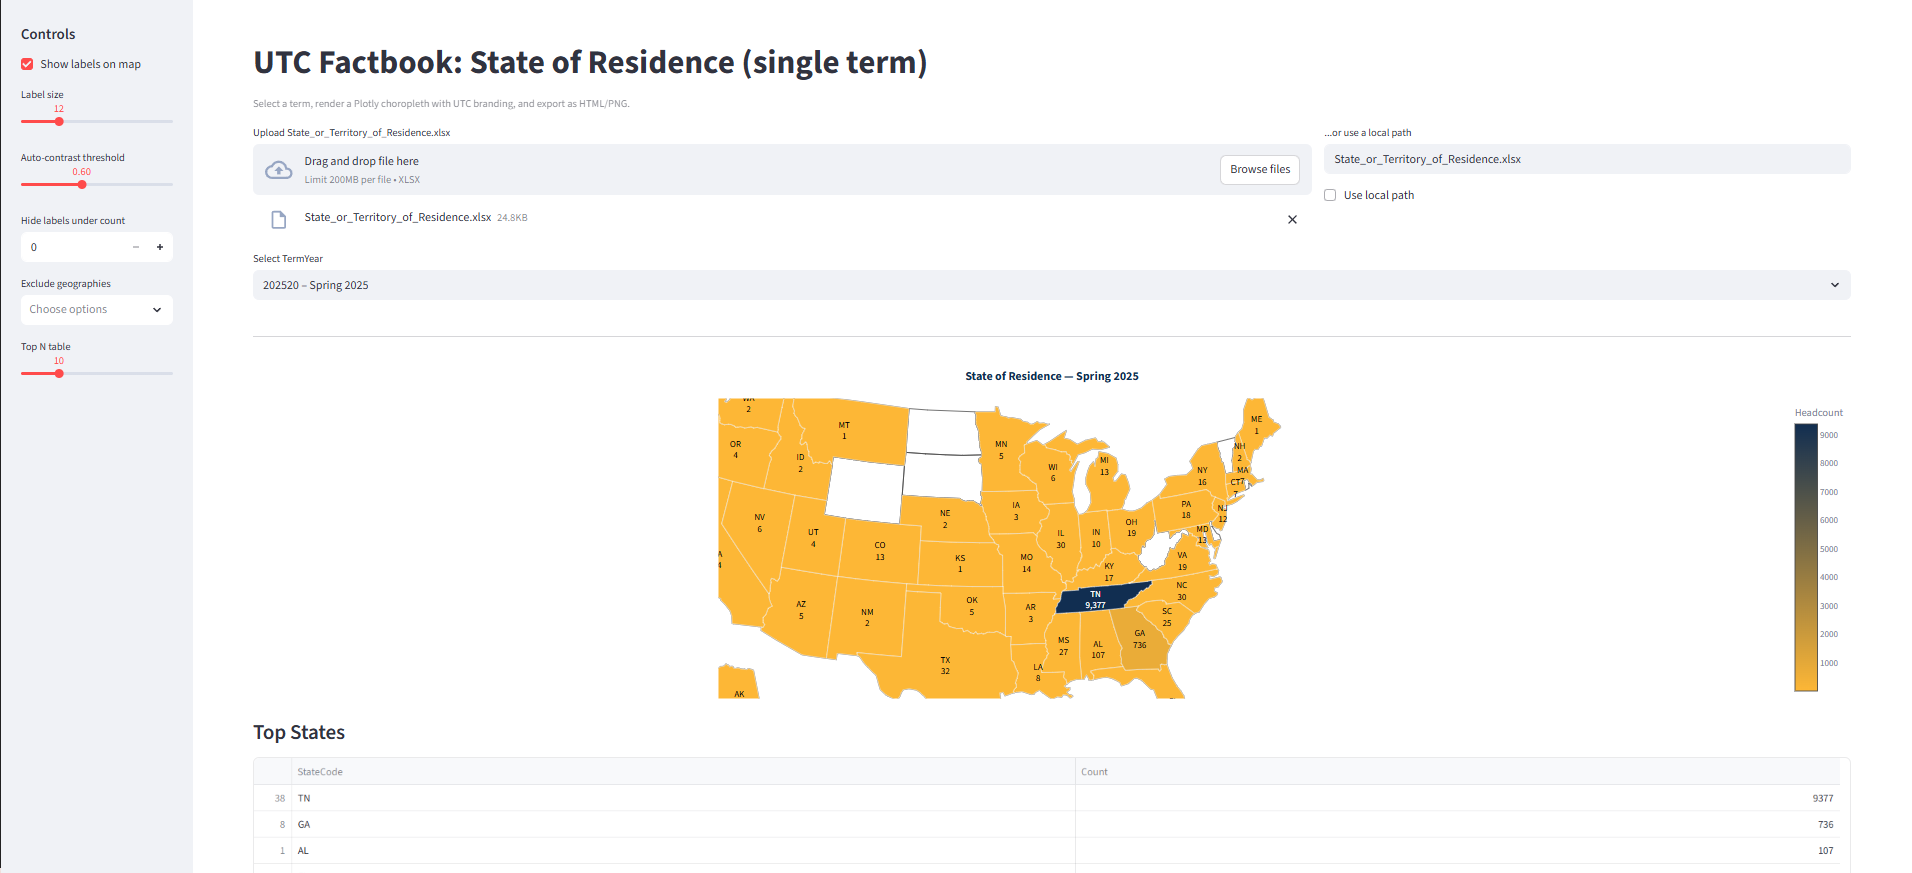 Controls
Show labels on map
Label size
12
Auto-contrast threshold
0.60
Hide labels under count
0 − +
Exclude geographies
Choose options
Top N table
10
UTC Factbook: State of Residence (single term)
Select a term, render a Plotly choropleth with UTC branding, and export as HTML/PNG.
Upload State_or_Territory_of_Residence.xlsx
Drag and drop file here
Limit 200MB per file • XLSX
Browse files
State_or_Territory_of_Residence.xlsx 24.8KB
...or use a local path
State_or_Territory_of_Residence.xlsx
Use local path
Select TermYear
202520 – Spring 2025
State of Residence — Spring 2025
WA
2
OR
4
ID
2
MT
1
MN
5
WI
6
MI
13
ME
1
NH
2
MA
7
CT
7
NY
16
PA
18
NJ
12
MD
13
NV
6
UT
4
CO
13
NE
2
IA
3
KS
1
MO
14
IL
30
IN
10
OH
19
KY
17
VA
19
NC
30
TN
9,377
SC
25
A
4
AZ
5
NM
2
OK
5
AR
3
MS
27
AL
107
GA
736
TX
32
LA
8
AK
Headcount
9000
8000
7000
6000
5000
4000
3000
2000
1000
Top States
StateCode Count
38 TN 9377
8 GA 736
1 AL 107